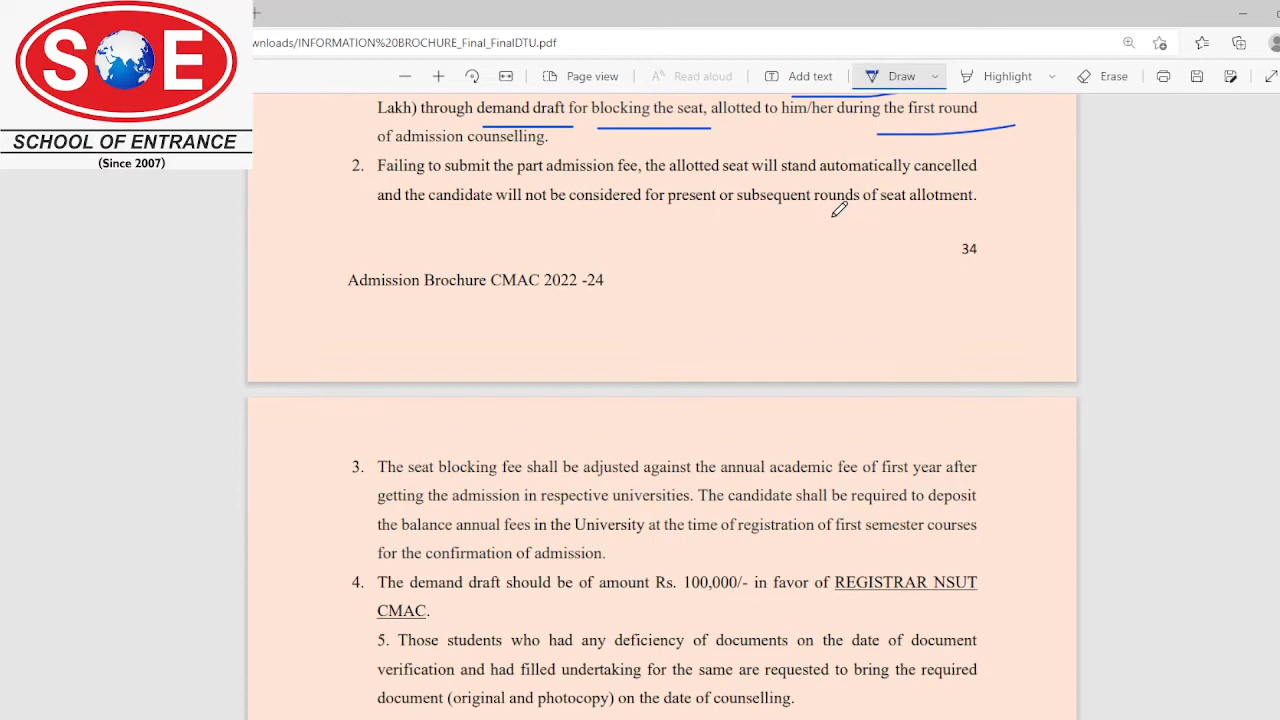 SOE
SCHOOL OF ENTRANCE
(Since 2007)
wnloads/INFORMATION%20BROCHURE_Final_FinalDTU.pdf
Page view
Read aloud
Add text
Draw
Highlight
Erase
Lakh) through demand draft for blocking the seat, allotted to him/her during the first round
of admission counselling.
2. Failing to submit the part admission fee, the allotted seat will stand automatically cancelled
and the candidate will not be considered for present or subsequent rounds of seat allotment.
34
Admission Brochure CMAC 2022 -24
3. The seat blocking fee shall be adjusted against the annual academic fee of first year after
getting the admission in respective universities. The candidate shall be required to deposit
the balance annual fees in the University at the time of registration of first semester courses
for the confirmation of admission.
4. The demand draft should be of amount Rs. 100,000/- in favor of REGISTRAR NSUT
CMAC.
5. Those students who had any deficiency of documents on the date of document
verification and had filled undertaking for the same are requested to bring the required
document (original and photocopy) on the date of counselling.